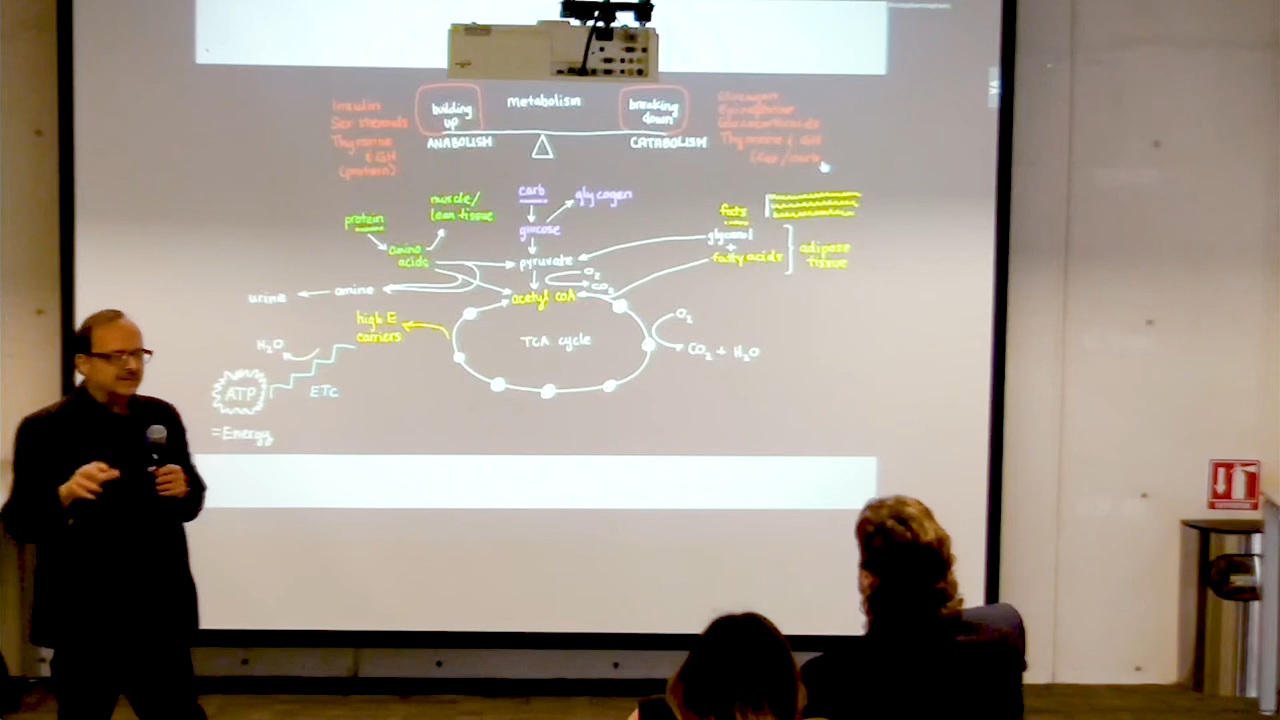 metabolism
building
up
breaking
down
ANABOLISM
CATABOLISM
Insulin
Sex steroids
Thyroxine
& GH
(protein)
Glucocorticoids
Thyroxine & GH
muscle/
lean tissue
carb
glycogen
protein
glucose
fats
glycerol
+
fatty acids
adipose
tissue
amino
acids
pyruvate
O₂
CO₂
urine
amine
acetyl coA
high E
carriers
TCA cycle
O₂
CO₂ + H₂O
H₂O
ATP
ETC
=Energy